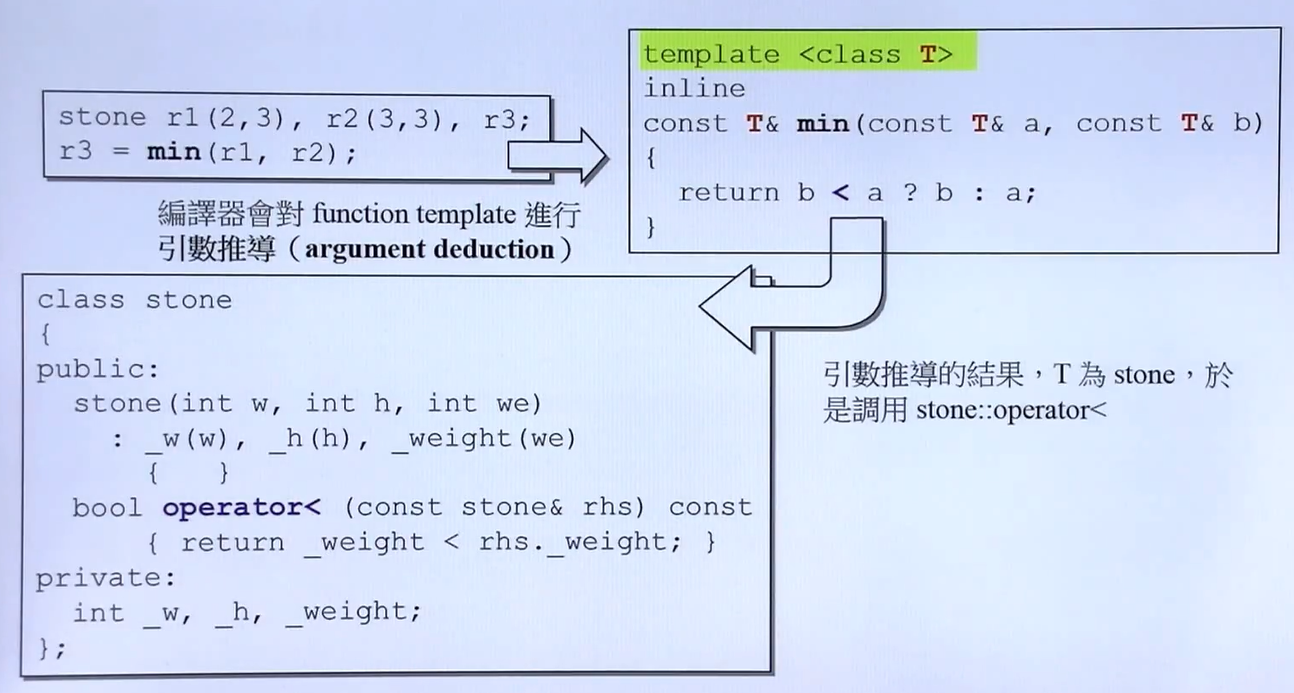 stone r1(2,3), r2(3,3), r3;
r3 = min(r1, r2);
編譯器會對 function template 進行
引數推導（argument deduction）
template <class T>
inline
const T& min(const T& a, const T& b)
{
  return b < a ? b : a;
}
class stone
{
public:
  stone(int w, int h, int we)
    : _w(w), _h(h), _weight(we)
      {   }
  bool operator< (const stone& rhs) const
      { return _weight < rhs._weight; }
private:
  int _w, _h, _weight;
};
引數推導的結果，T 為 stone，於
是調用 stone::operator<